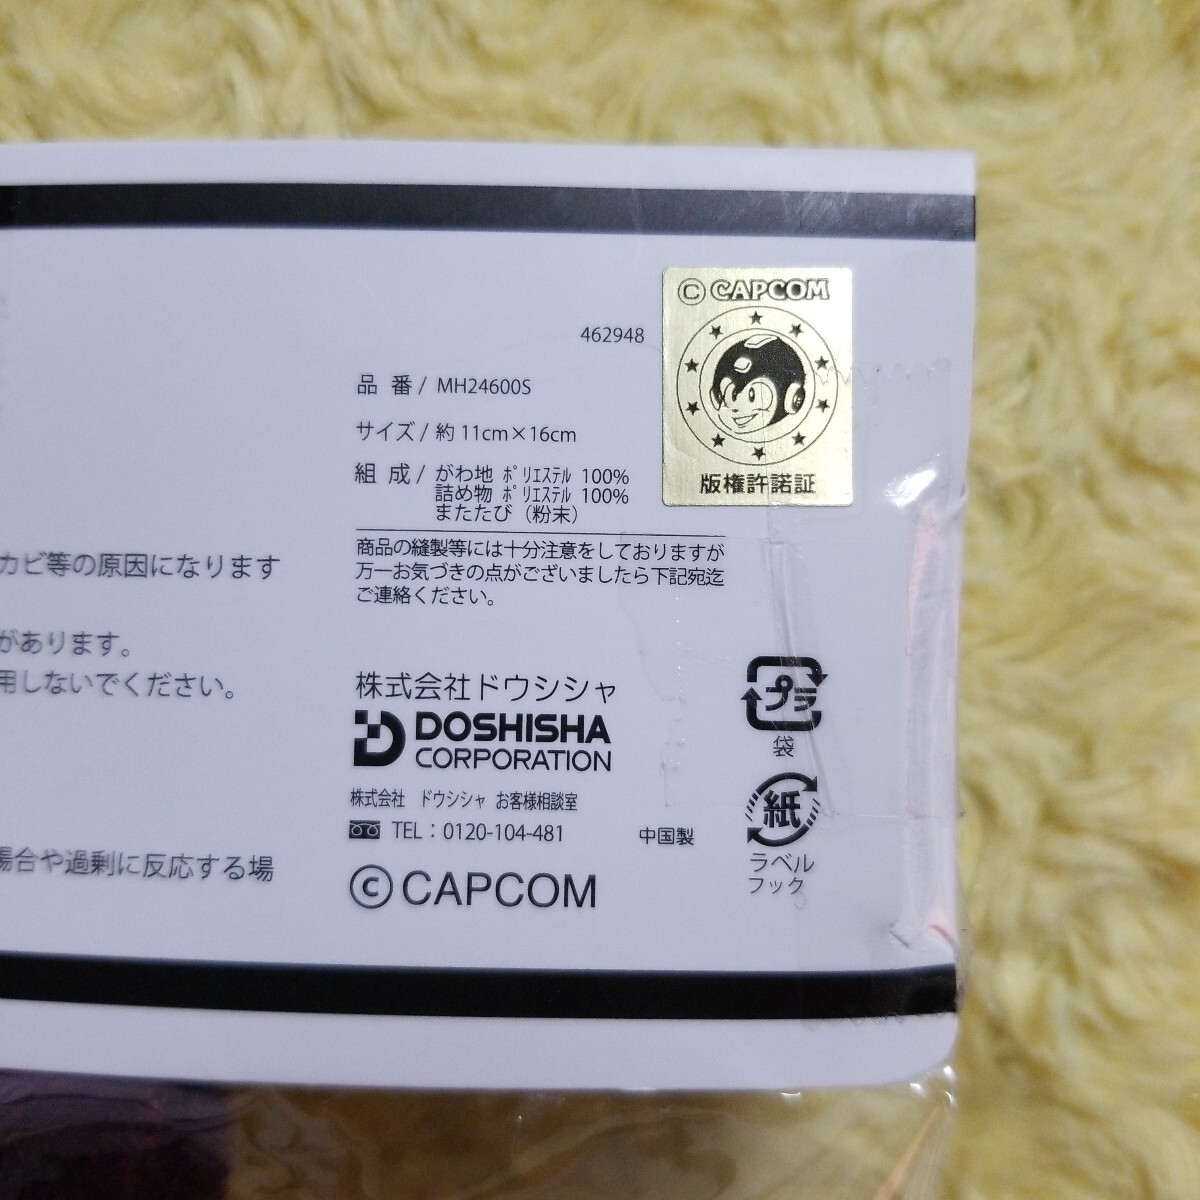 © CAPCOM
版権許諾証
462948
品 番 / MH24600S
サイズ / 約 11cm×16cm
組 成 / がわ地 ポリエステル 100%
詰め物 ポリエステル 100%
またたび（粉末）
商品の縫製等には十分注意をしておりますが
万一お気づきの点がございましたら下記宛迄
ご連絡ください。
カビ等の原因になります
があります。
用しないでください。
場合や過剰に反応する場
株式会社ドウシシャ
DOSHISHA
CORPORATION
株式会社 ドウシシャ お客様相談室
TEL：0120-104-481
中国製
© CAPCOM
プラ
袋
紙
ラベル
フック